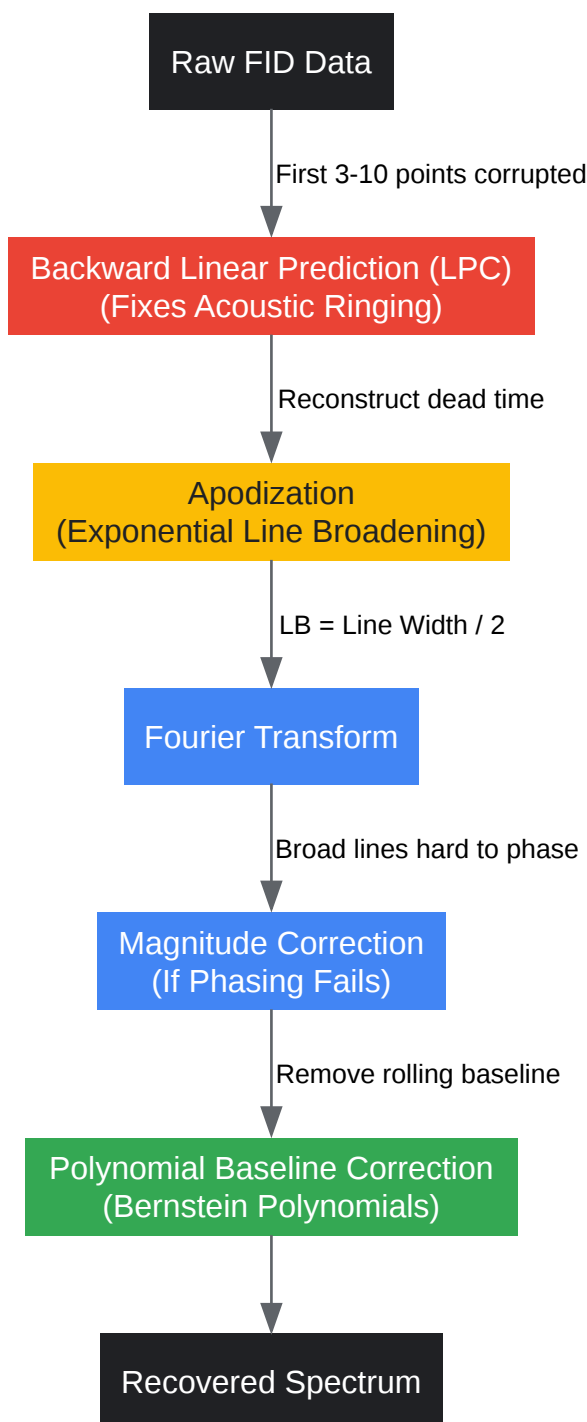 Raw FID Data
First 3-10 points corrupted
Backward Linear Prediction (LPC)
(Fixes Acoustic Ringing)
Reconstruct dead time
Apodization
(Exponential Line Broadening)
LB = Line Width / 2
Fourier Transform
Broad lines hard to phase
Magnitude Correction
(If Phasing Fails)
Remove rolling baseline
Polynomial Baseline Correction
(Bernstein Polynomials)
Recovered Spectrum